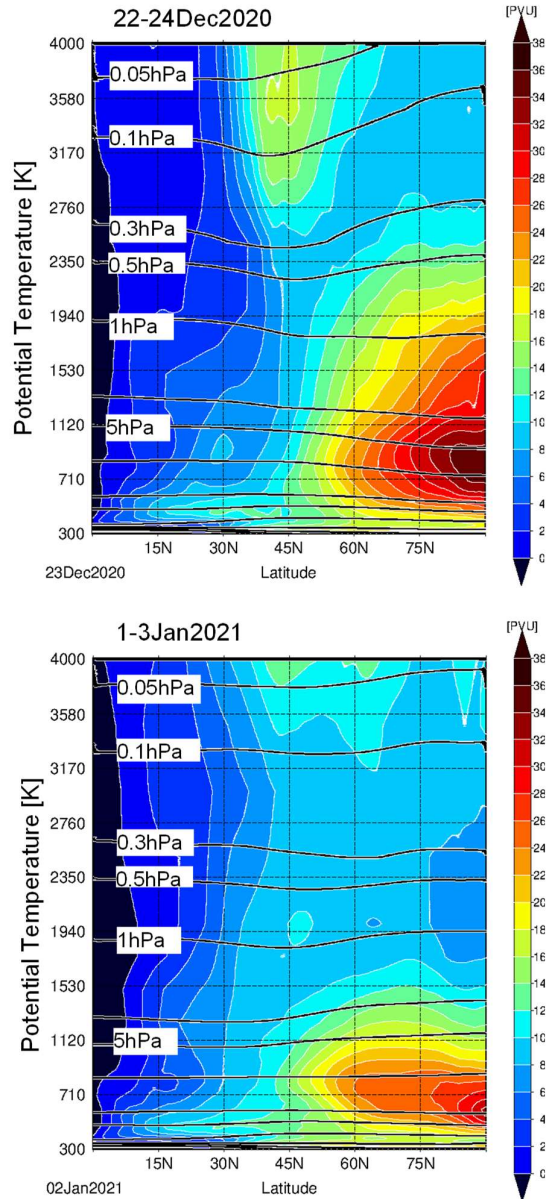 22-24Dec2020
[PVU]
Potential Temperature [K]
4000
3580
3170
2760
2350
1940
1530
1120
710
300
0.05hPa
0.1hPa
0.3hPa
0.5hPa
1hPa
5hPa
15N 30N 45N 60N 75N
23Dec2020 Latitude
38
36
34
32
30
28
26
24
22
20
18
16
14
12
10
8
6
4
2
0
1-3Jan2021
[PVU]
Potential Temperature [K]
4000
3580
3170
2760
2350
1940
1530
1120
710
300
0.05hPa
0.1hPa
0.3hPa
0.5hPa
1hPa
5hPa
15N 30N 45N 60N 75N
02Jan2021 Latitude
38
36
34
32
30
28
26
24
22
20
18
16
14
12
10
8
6
4
2
0